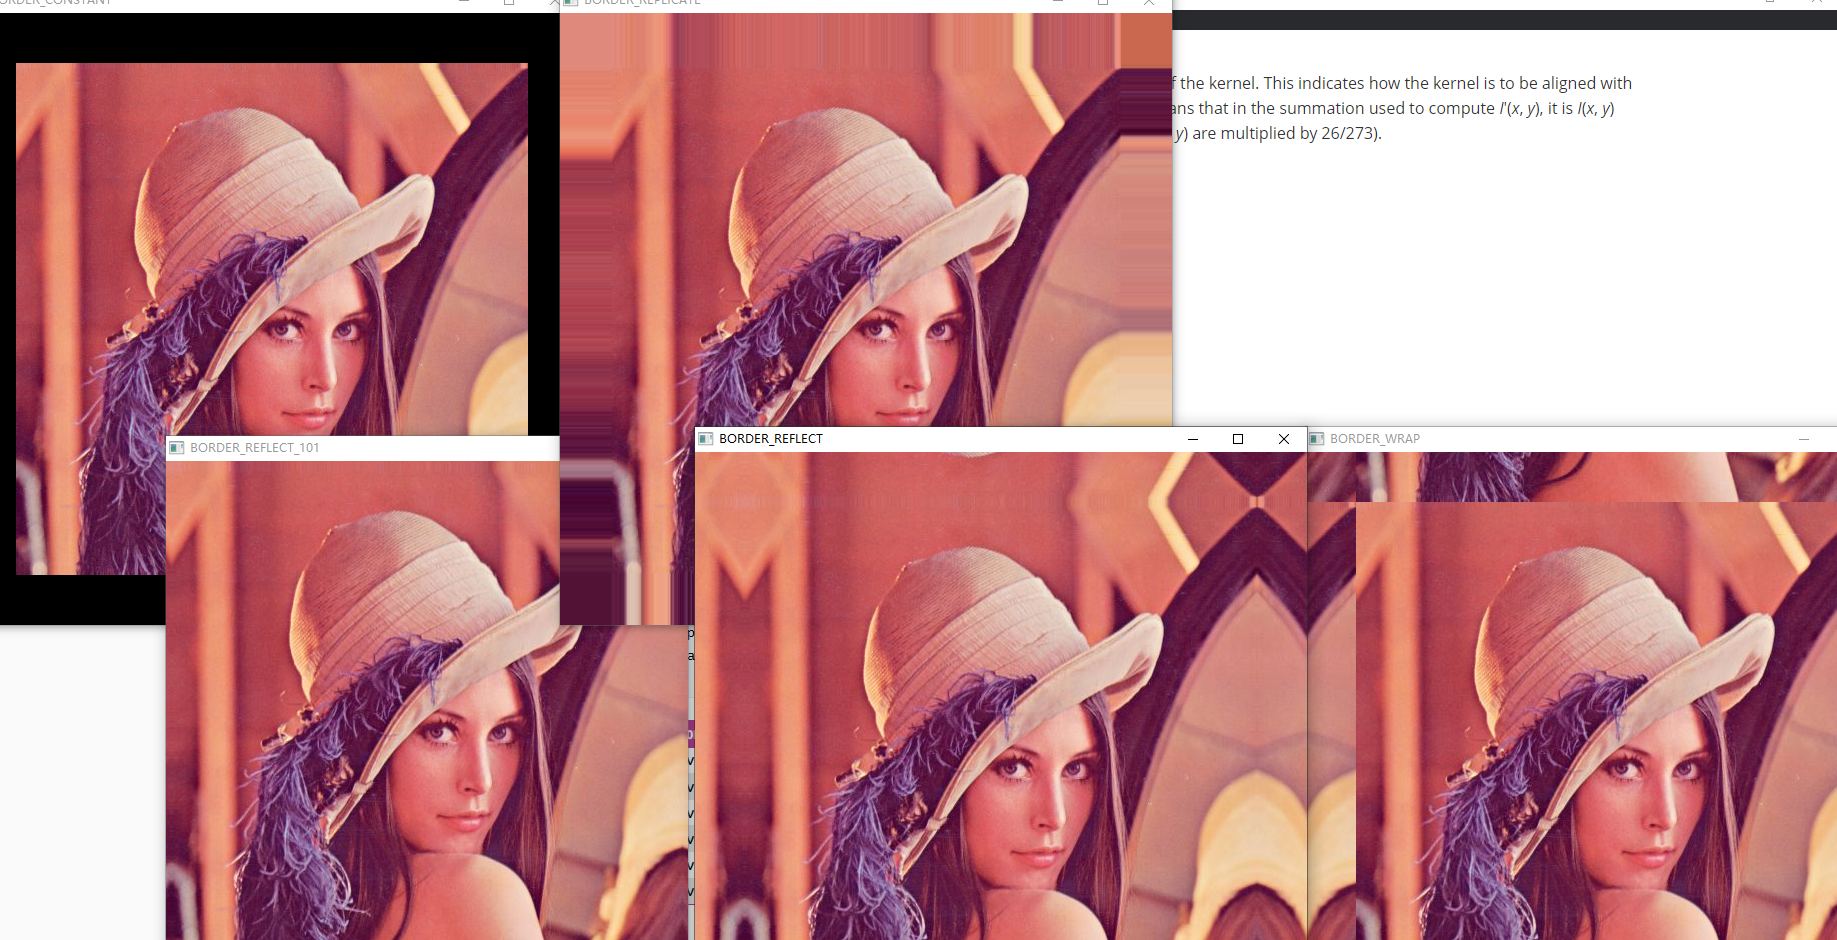 BORDER_CONSTANT
BORDER_REPLICATE
f the kernel. This indicates how the kernel is to be aligned with
ans that in the summation used to compute I'(x, y), it is I(x, y)
y) are multiplied by 26/273).
BORDER_REFLECT_101
BORDER_REFLECT
BORDER_WRAP
p
a
v
v
v
v
v
v